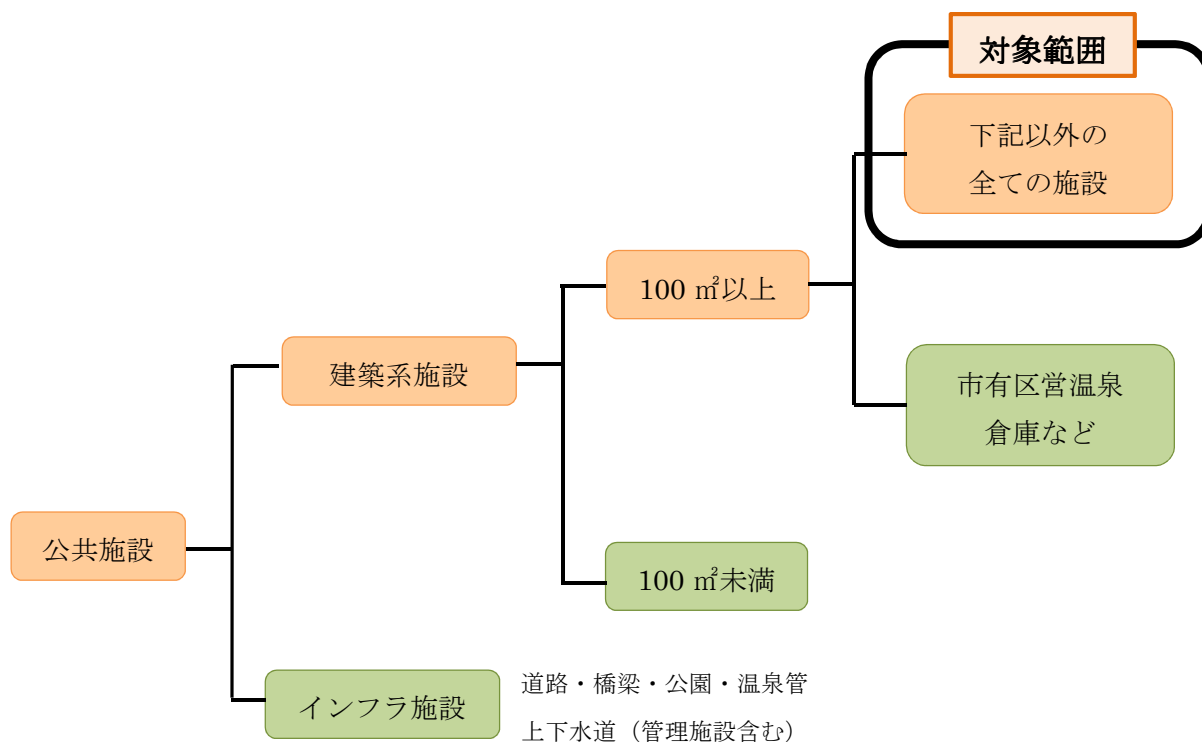 対象範囲
下記以外の
全ての施設
100 ㎡以上
建築系施設
市有区営温泉
倉庫など
公共施設
100 ㎡未満
インフラ施設
道路・橋梁・公園・温泉管
上下水道（管理施設含む）